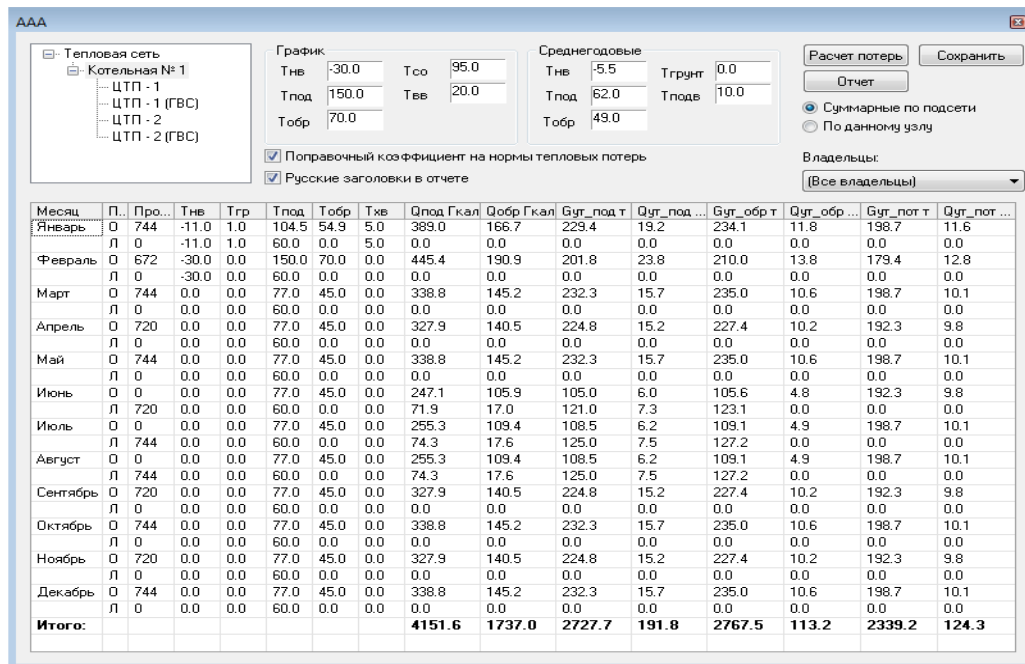 AAA
Тепловая сеть
Котельная № 1
ЦТП - 1
ЦТП - 1 (ГВС)
ЦТП - 2
ЦТП - 2 (ГВС)
График
Тнв -30.0 Тсо 95.0
Тпод 150.0 Твв 20.0
Тобр 70.0
Среднегодовые
Тнв -5.5 Тгрунт 0.0
Тпод 62.0 Тподв 10.0
Тобр 49.0
Расчет потерь Сохранить
Отчет
Суммарные по подсети
По данному узлу
Поправочный коэффициент на нормы тепловых потерь
Русские заголовки в отчете
Владельцы:
(Все владельцы)
Месяц П.. Про... Тнв Тгр Тпод Тобр Тхв Qпод Гкал Qобр Гкал Gут_под т Qут_под ... Gут_обр т Qут_обр ... Gут_пот т Qут_пот ...
Январь О 744 -11.0 1.0 104.5 54.9 5.0 389.0 166.7 229.4 19.2 234.1 11.8 198.7 11.6
Л 0 -11.0 1.0 60.0 0.0 5.0 0.0 0.0 0.0 0.0 0.0 0.0 0.0 0.0
Февраль О 672 -30.0 0.0 150.0 70.0 0.0 445.4 190.9 201.8 23.8 210.0 13.8 179.4 12.8
Л 0 -30.0 0.0 60.0 0.0 0.0 0.0 0.0 0.0 0.0 0.0 0.0 0.0 0.0
Март О 744 0.0 0.0 77.0 45.0 0.0 338.8 145.2 232.3 15.7 235.0 10.6 198.7 10.1
Л 0 0.0 0.0 60.0 0.0 0.0 0.0 0.0 0.0 0.0 0.0 0.0 0.0 0.0
Апрель О 720 0.0 0.0 77.0 45.0 0.0 327.9 140.5 224.8 15.2 227.4 10.2 192.3 9.8
Л 0 0.0 0.0 60.0 0.0 0.0 0.0 0.0 0.0 0.0 0.0 0.0 0.0 0.0
Май О 744 0.0 0.0 77.0 45.0 0.0 338.8 145.2 232.3 15.7 235.0 10.6 198.7 10.1
Л 0 0.0 0.0 60.0 0.0 0.0 0.0 0.0 0.0 0.0 0.0 0.0 0.0 0.0
Июнь О 0 0.0 0.0 77.0 45.0 0.0 247.1 105.9 105.0 6.0 105.6 4.8 192.3 9.8
Л 720 0.0 0.0 60.0 0.0 0.0 71.9 17.0 121.0 7.3 123.1 0.0 0.0 0.0
Июль О 0 0.0 0.0 77.0 45.0 0.0 255.3 109.4 108.5 6.2 109.1 4.9 198.7 10.1
Л 744 0.0 0.0 60.0 0.0 0.0 74.3 17.6 125.0 7.5 127.2 0.0 0.0 0.0
Август О 0 0.0 0.0 77.0 45.0 0.0 255.3 109.4 108.5 6.2 109.1 4.9 198.7 10.1
Л 744 0.0 0.0 60.0 0.0 0.0 74.3 17.6 125.0 7.5 127.2 0.0 0.0 0.0
Сентябрь О 720 0.0 0.0 77.0 45.0 0.0 327.9 140.5 224.8 15.2 227.4 10.2 192.3 9.8
Л 0 0.0 0.0 60.0 0.0 0.0 0.0 0.0 0.0 0.0 0.0 0.0 0.0 0.0
Октябрь О 744 0.0 0.0 77.0 45.0 0.0 338.8 145.2 232.3 15.7 235.0 10.6 198.7 10.1
Л 0 0.0 0.0 60.0 0.0 0.0 0.0 0.0 0.0 0.0 0.0 0.0 0.0 0.0
Ноябрь О 720 0.0 0.0 77.0 45.0 0.0 327.9 140.5 224.8 15.2 227.4 10.2 192.3 9.8
Л 0 0.0 0.0 60.0 0.0 0.0 0.0 0.0 0.0 0.0 0.0 0.0 0.0 0.0
Декабрь О 744 0.0 0.0 77.0 45.0 0.0 338.8 145.2 232.3 15.7 235.0 10.6 198.7 10.1
Л 0 0.0 0.0 60.0 0.0 0.0 0.0 0.0 0.0 0.0 0.0 0.0 0.0 0.0
Итого: 4151.6 1737.0 2727.7 191.8 2767.5 113.2 2339.2 124.3